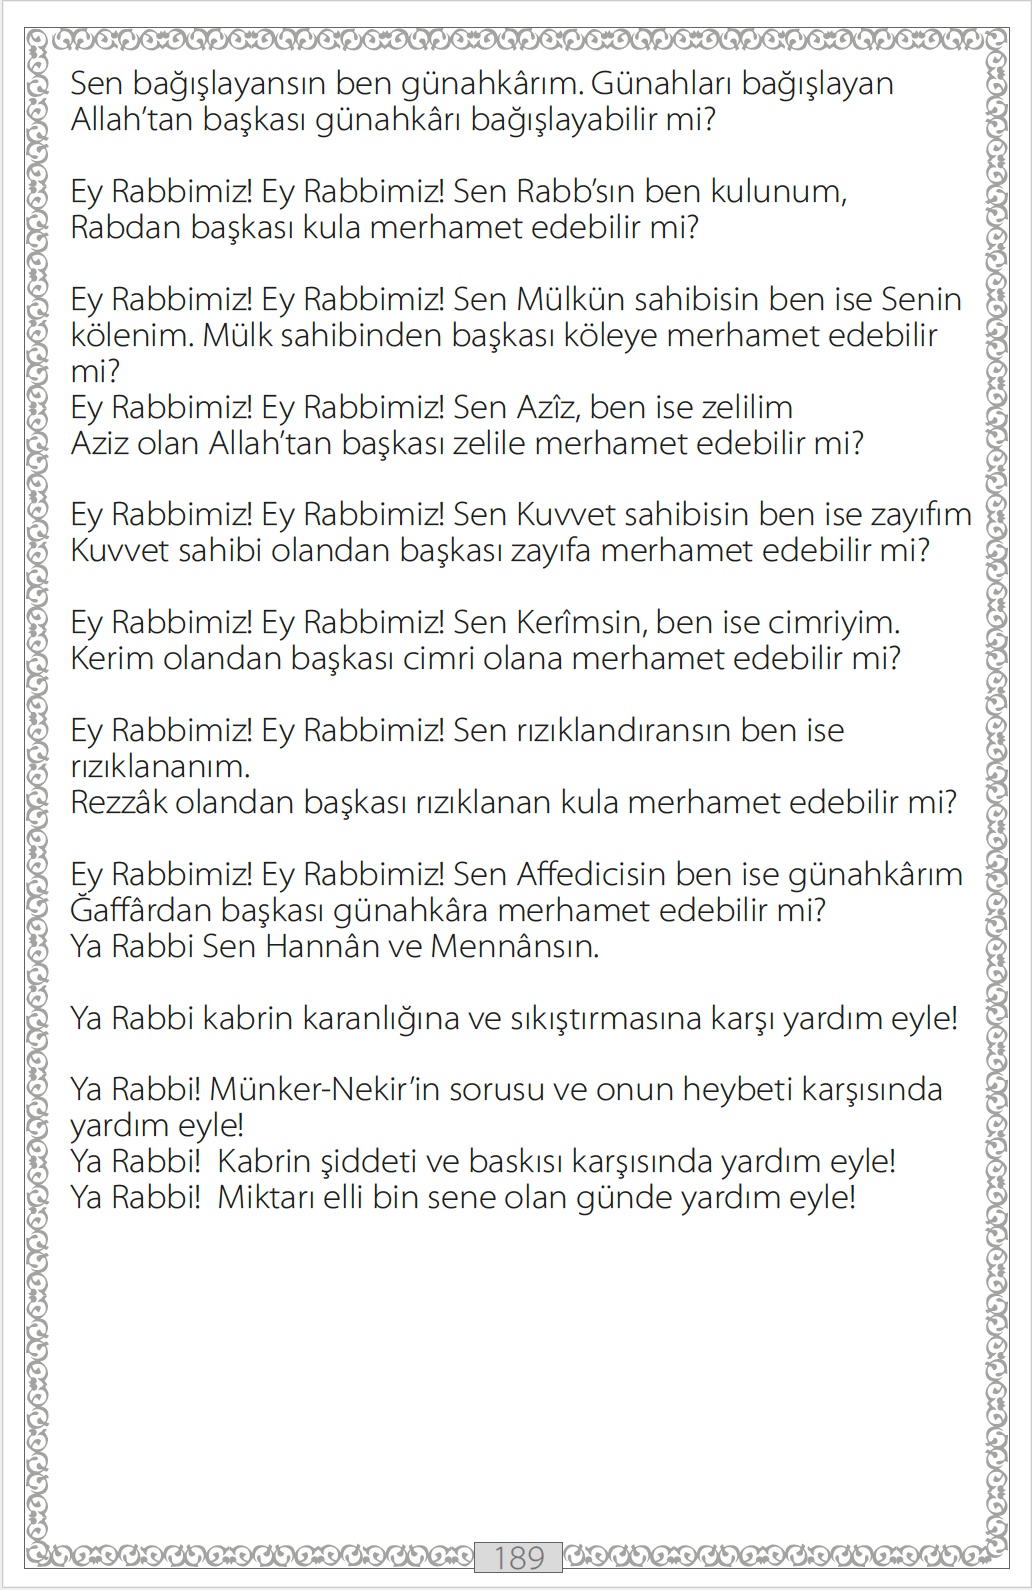 Sen bağışlayansın ben günahkârım. Günahları bağışlayan
Allah’tan başkası günahkârı bağışlayabilir mi?
Ey Rabbimiz! Ey Rabbimiz! Sen Rabb’sın ben kulunum,
Rabdan başkası kula merhamet edebilir mi?
Ey Rabbimiz! Ey Rabbimiz! Sen Mülkün sahibisin ben ise Senin
kölenim. Mülk sahibinden başkası köleye merhamet edebilir
mi?
Ey Rabbimiz! Ey Rabbimiz! Sen Azîz, ben ise zelilim
Aziz olan Allah’tan başkası zelile merhamet edebilir mi?
Ey Rabbimiz! Ey Rabbimiz! Sen Kuvvet sahibisin ben ise zayıfım
Kuvvet sahibi olandan başkası zayıfa merhamet edebilir mi?
Ey Rabbimiz! Ey Rabbimiz! Sen Kerîmsin, ben ise cimriyim.
Kerim olandan başkası cimri olana merhamet edebilir mi?
Ey Rabbimiz! Ey Rabbimiz! Sen rızıklandıransın ben ise
rızıklananım.
Rezzâk olandan başkası rızıklanan kula merhamet edebilir mi?
Ey Rabbimiz! Ey Rabbimiz! Sen Affedicisin ben ise günahkârım
Ğaffârdan başkası günahkâra merhamet edebilir mi?
Ya Rabbi Sen Hannân ve Mennânsın.
Ya Rabbi kabrin karanlığına ve sıkıştırmasına karşı yardım eyle!
Ya Rabbi! Münker-Nekir’in sorusu ve onun heybeti karşısında
yardım eyle!
Ya Rabbi!  Kabrin şiddeti ve baskısı karşısında yardım eyle!
Ya Rabbi!  Miktarı elli bin sene olan günde yardım eyle!
189